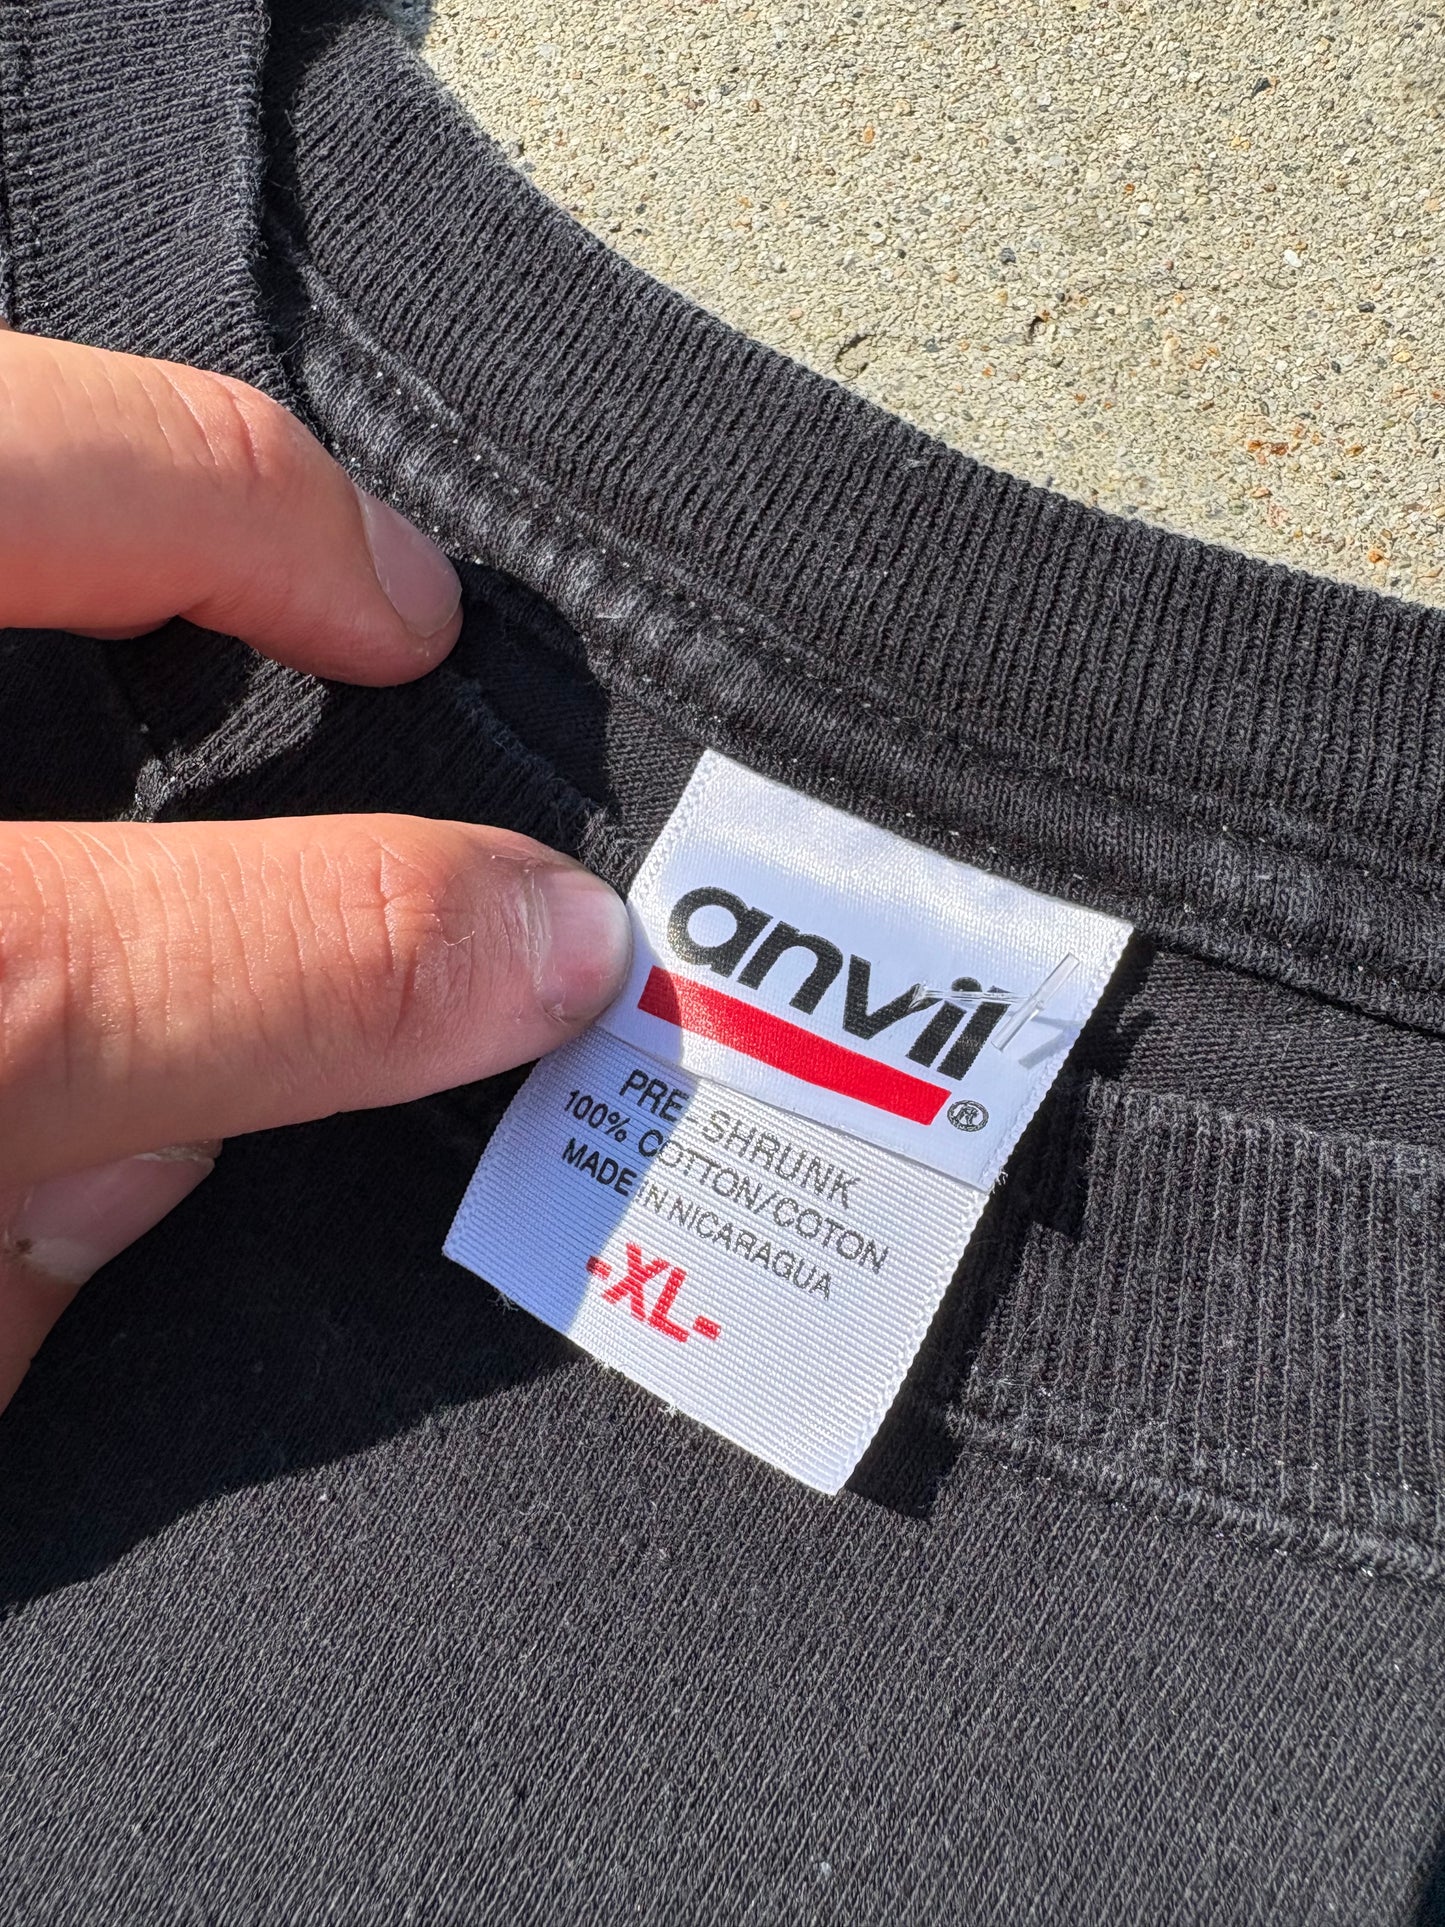 anvil®
PRE-SHRUNK
100% COTTON/COTON
MADE IN NICARAGUA
-XL-